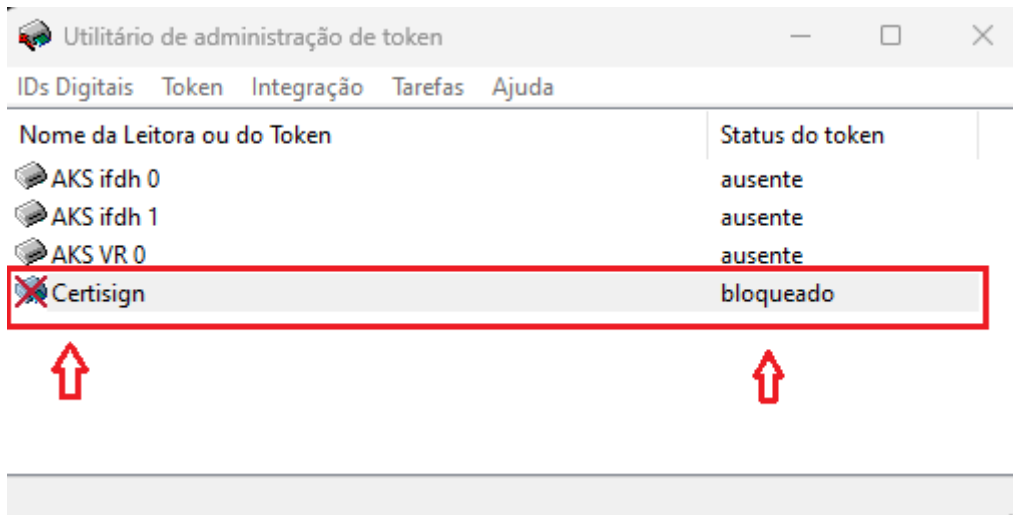 Utilitário de administração de token
IDs Digitais Token Integração Tarefas Ajuda
Nome da Leitora ou do Token Status do token
AKS ifdh 0 ausente
AKS ifdh 1 ausente
AKS VR 0 ausente
Certisign bloqueado